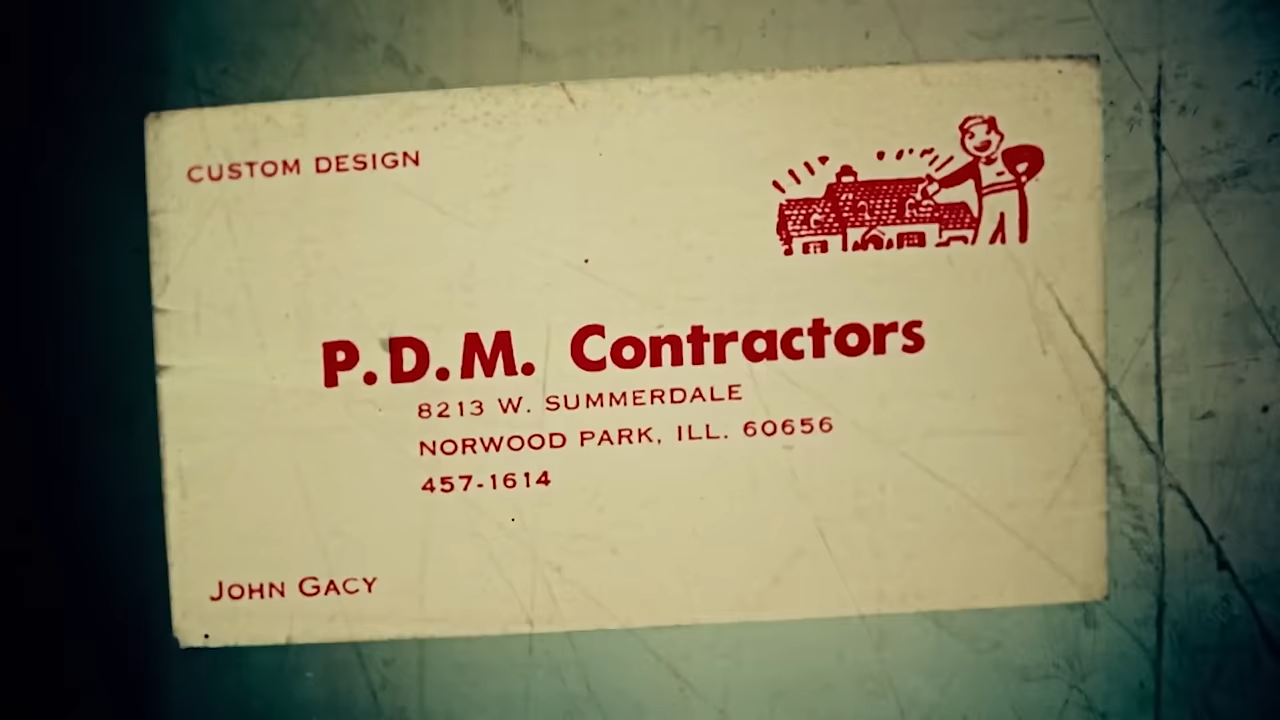 CUSTOM DESIGN
P.D.M. Contractors
8213 W. SUMMERDALE
NORWOOD PARK, ILL. 60656
457-1614
JOHN GACY